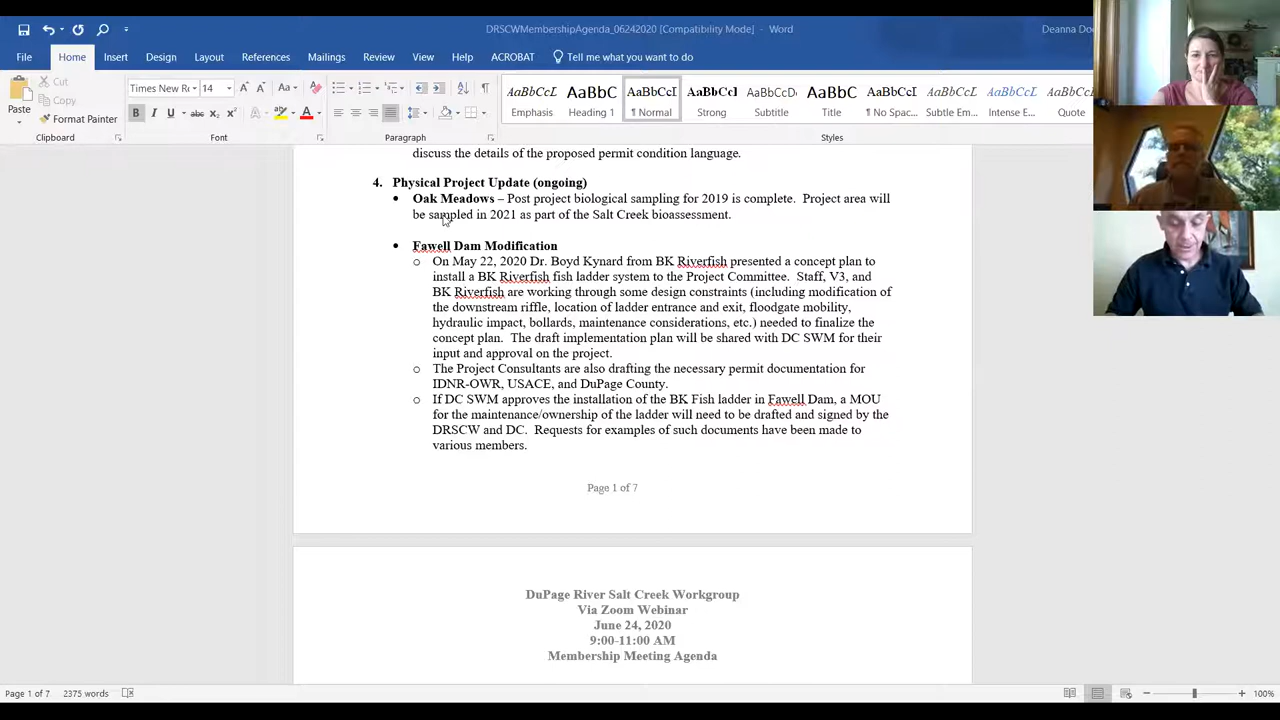 DRSCWMembershipAgenda_06242020 [Compatibility Mode] - Word
Deanna Do
File Home Insert Design Layout References Mailings Review View Help ACROBAT Tell me what you want to do
Paste
Cut
Copy
Format Painter
Times New Ro 14 Aa
B I U abc x₂ x² A
AaBbCcL AaBbC AaBbCcI AaBbCcI AaBbCcD AaBbC AaBbCcI AaBbCcI AaBbCcI AaBbCcI
Emphasis Heading 1 ¶ Normal Strong Subtitle Title ¶ No Spac... Subtle Em... Intense E... Quote
Clipboard Font Paragraph Styles
discuss the details of the proposed permit condition language.
4. Physical Project Update (ongoing)
• Oak Meadows – Post project biological sampling for 2019 is complete. Project area will
be sampled in 2021 as part of the Salt Creek bioassessment.
• Fawell Dam Modification
o On May 22, 2020 Dr. Boyd Kynard from BK Riverfish presented a concept plan to
install a BK Riverfish fish ladder system to the Project Committee. Staff, V3, and
BK Riverfish are working through some design constraints (including modification of
the downstream riffle, location of ladder entrance and exit, floodgate mobility,
hydraulic impact, bollards, maintenance considerations, etc.) needed to finalize the
concept plan. The draft implementation plan will be shared with DC SWM for their
input and approval on the project.
o The Project Consultants are also drafting the necessary permit documentation for
IDNR-OWR, USACE, and DuPage County.
o If DC SWM approves the installation of the BK Fish ladder in Fawell Dam, a MOU
for the maintenance/ownership of the ladder will need to be drafted and signed by the
DRSCW and DC. Requests for examples of such documents have been made to
various members.
Page 1 of 7
DuPage River Salt Creek Workgroup
Via Zoom Webinar
June 24, 2020
9:00-11:00 AM
Membership Meeting Agenda
Page 1 of 7 2375 words 100%